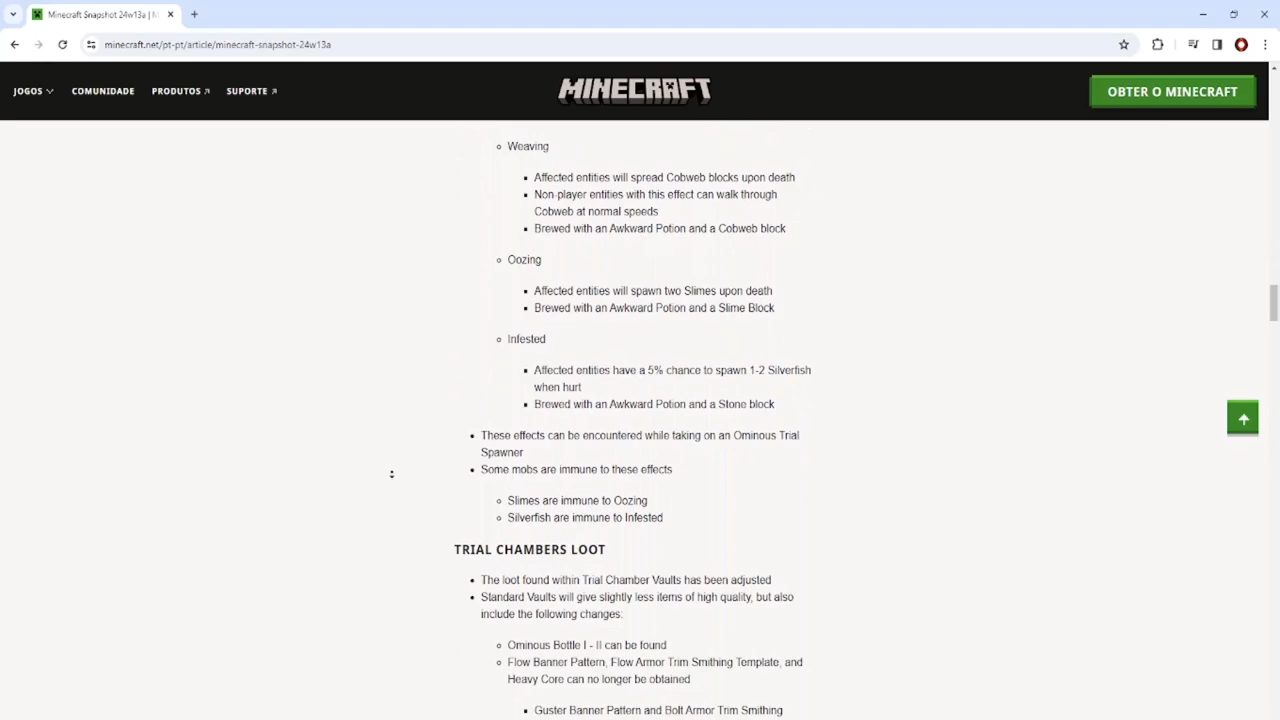 Minecraft Snapshot 24w13a |
minecraft.net/pt-pt/article/minecraft-snapshot-24w13a
JOGOS COMUNIDADE PRODUTOS SUPORTE MINECRAFT OBTER O MINECRAFT
Weaving
Affected entities will spread Cobweb blocks upon death
Non-player entities with this effect can walk through
Cobweb at normal speeds
Brewed with an Awkward Potion and a Cobweb block
Oozing
Affected entities will spawn two Slimes upon death
Brewed with an Awkward Potion and a Slime Block
Infested
Affected entities have a 5% chance to spawn 1-2 Silverfish
when hurt
Brewed with an Awkward Potion and a Stone block
These effects can be encountered while taking on an Ominous Trial
Spawner
Some mobs are immune to these effects
Slimes are immune to Oozing
Silverfish are immune to Infested
TRIAL CHAMBERS LOOT
The loot found within Trial Chamber Vaults has been adjusted
Standard Vaults will give slightly less items of high quality, but also
include the following changes:
Ominous Bottle I - II can be found
Flow Banner Pattern, Flow Armor Trim Smithing Template, and
Heavy Core can no longer be obtained
Guster Banner Pattern and Bolt Armor Trim Smithing